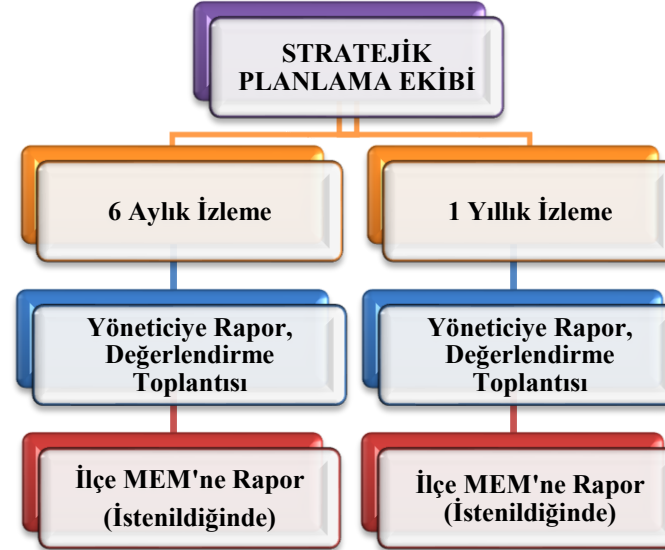 STRATEJİK
PLANLAMA EKİBİ
6 Aylık İzleme
1 Yıllık İzleme
Yöneticiye Rapor,
Değerlendirme
Toplantısı
Yöneticiye Rapor,
Değerlendirme
Toplantısı
İlçe MEM'ne Rapor
(İstenildiğinde)
İlçe MEM'ne Rapor
(İstenildiğinde)